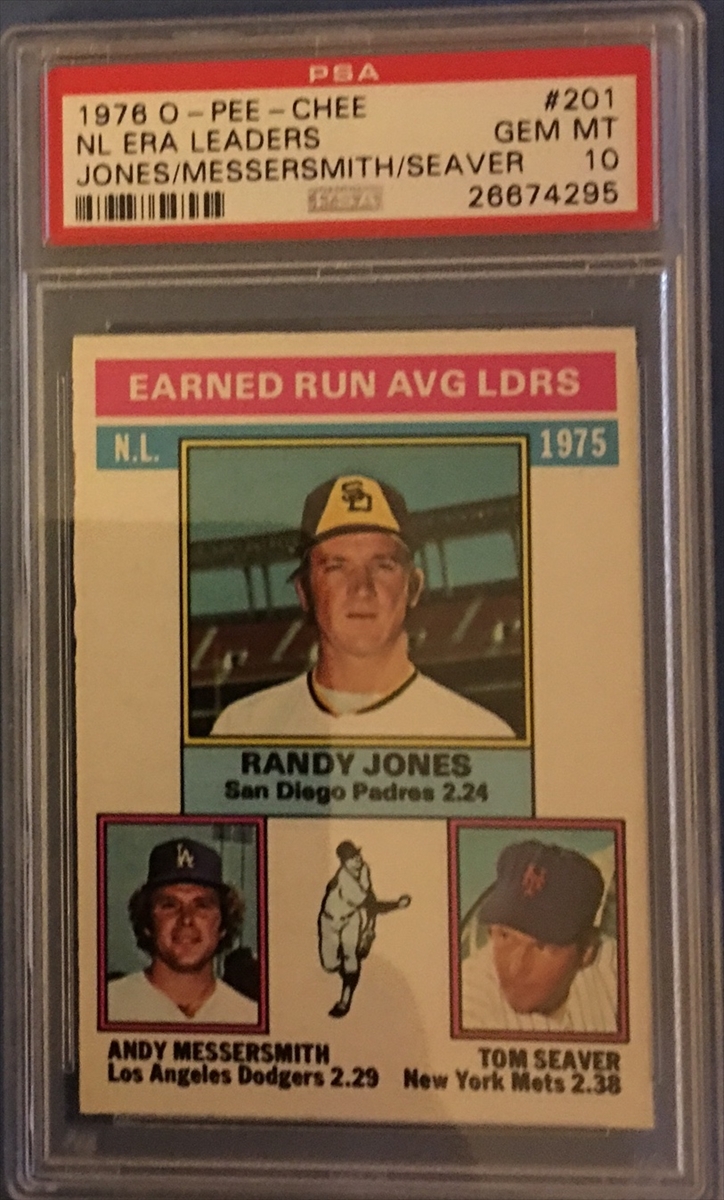 PSA
1976 O-PEE-CHEE #201
NL ERA LEADERS GEM MT
JONES/MESSERSMITH/SEAVER 10
26674295
EARNED RUN AVG LDRS
N.L. 1975
SD
RANDY JONES
San Diego Padres 2.24
LA
NY
ANDY MESSERSMITH
Los Angeles Dodgers 2.29
TOM SEAVER
New York Mets 2.38